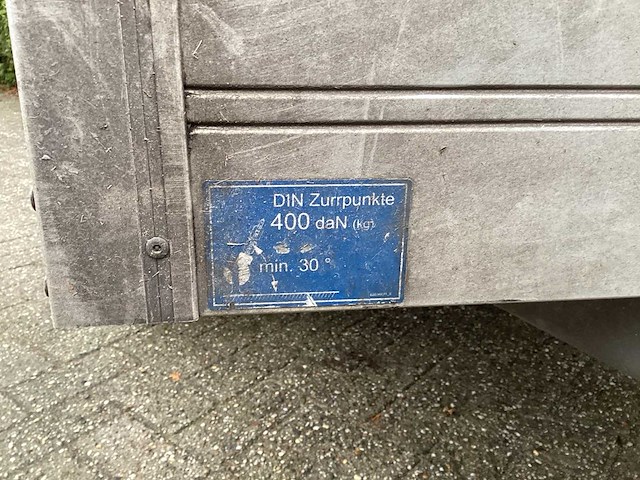 DIN Zurrpunkte
400 daN (kg)
min. 30 °